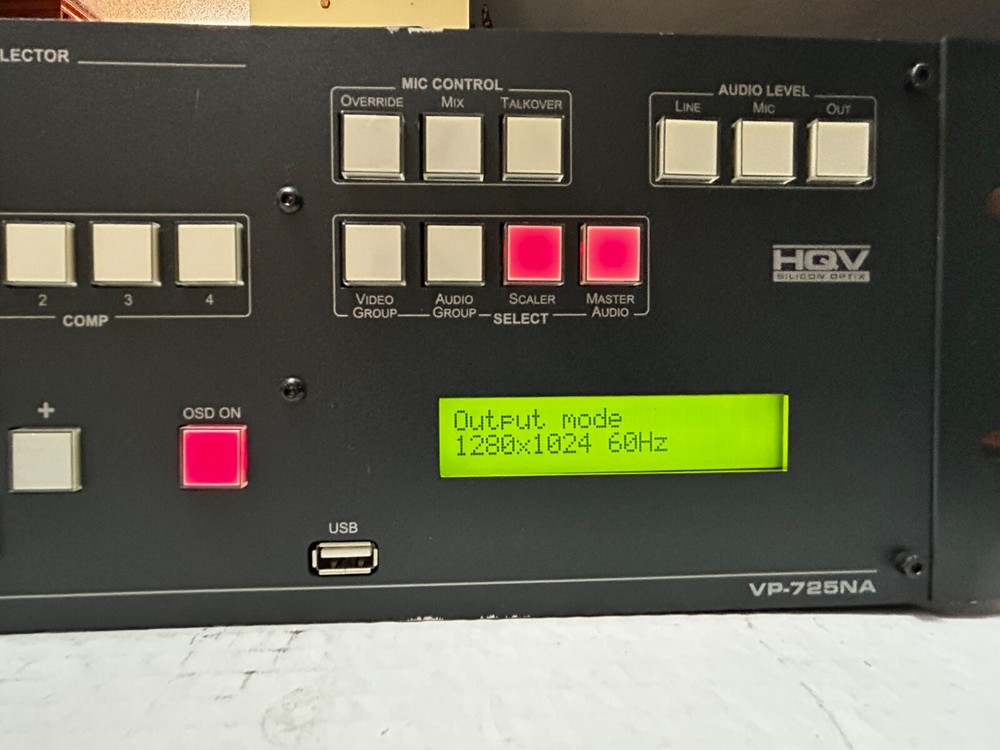 LECTOR
MIC CONTROL
OVERRIDE MIX TALKOVER
AUDIO LEVEL
LINE MIC OUT
2 3 4
COMP
VIDEO GROUP
AUDIO GROUP
SCALER
MASTER AUDIO
SELECT
HQV
SILICON OPTIX
+
OSD ON
Output mode
1280x1024 60Hz
USB
VP-725NA